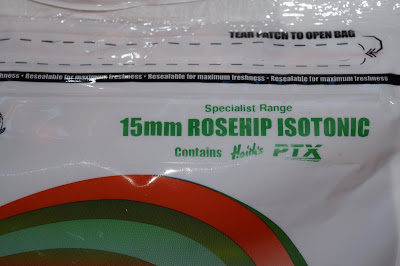 TEAR PATCH TO OPEN BAG
freshness • Resealable for maximum freshness • Resealable for maximum freshness • Resealable for maximum fr
Specialist Range
15mm ROSEHIP ISOTONIC
Contains Haith's PTX